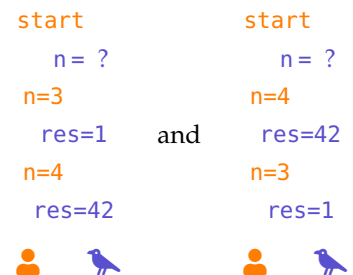 start
n = ?
n=3
res=1
n=4
res=42
and
start
n = ?
n=4
res=42
n=3
res=1